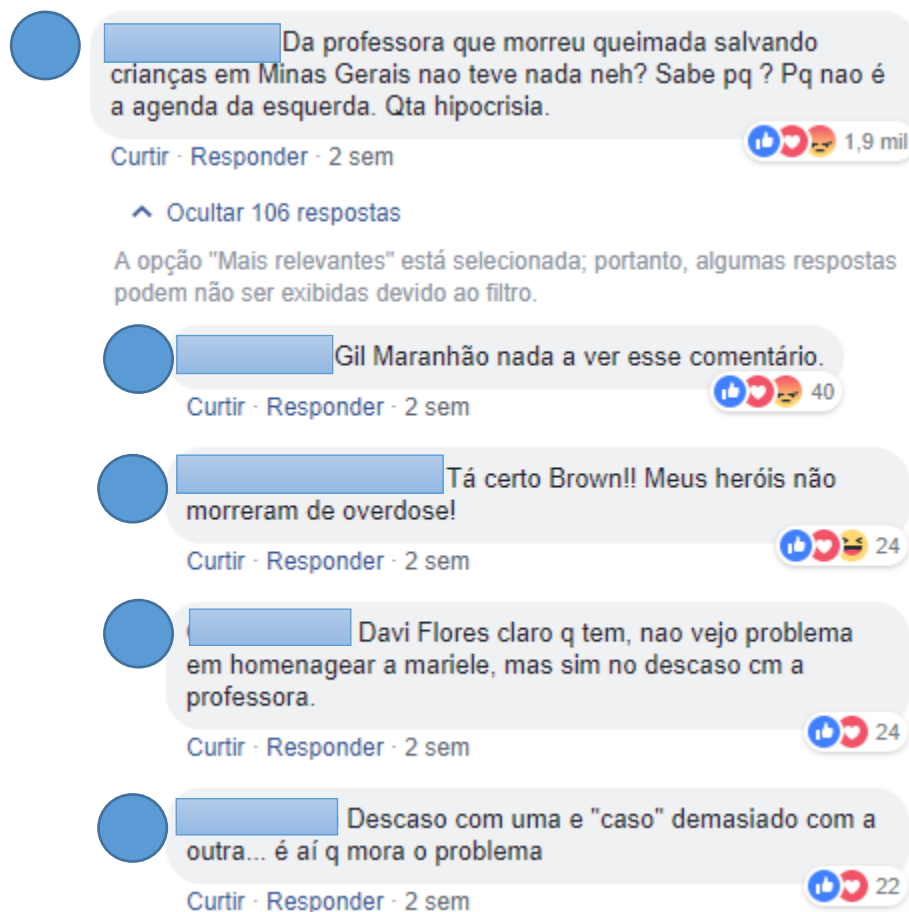 Da professora que morreu queimada salvando
crianças em Minas Gerais nao teve nada neh? Sabe pq ? Pq nao é
a agenda da esquerda. Qta hipocrisia.
1,9 mil
Curtir · Responder · 2 sem
Ocultar 106 respostas
A opção "Mais relevantes" está selecionada; portanto, algumas respostas
podem não ser exibidas devido ao filtro.
Gil Maranhão nada a ver esse comentário.
40
Curtir · Responder · 2 sem
Tá certo Brown!! Meus heróis não
morreram de overdose!
24
Curtir · Responder · 2 sem
Davi Flores claro q tem, nao vejo problema
em homenagear a mariele, mas sim no descaso cm a
professora.
24
Curtir · Responder · 2 sem
Descaso com uma e "caso" demasiado com a
outra... é aí q mora o problema
22
Curtir · Responder · 2 sem